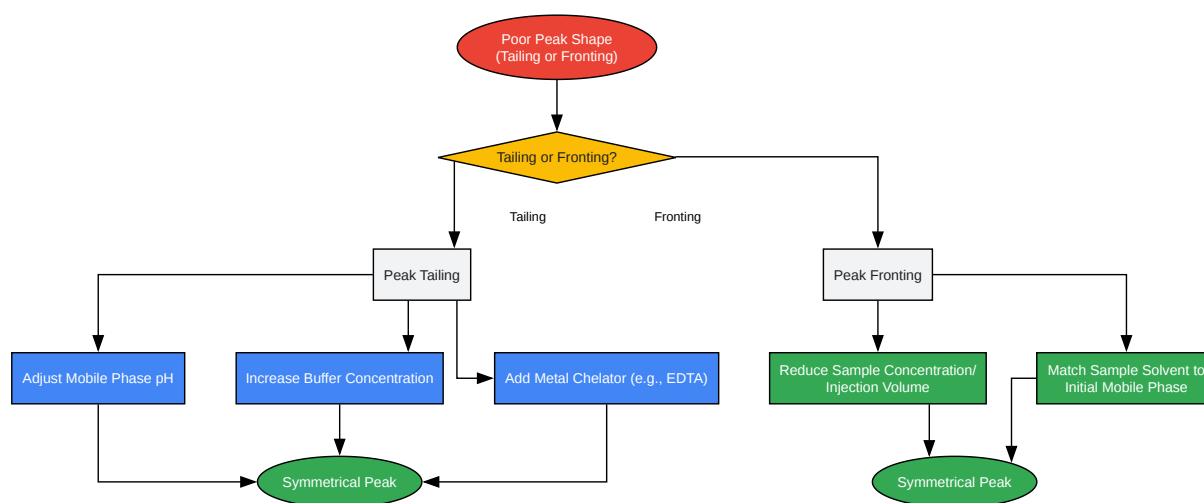 Poor Peak Shape
(Tailing or Fronting)
Tailing or Fronting?
Tailing
Fronting
Peak Tailing
Peak Fronting
Adjust Mobile Phase pH
Increase Buffer Concentration
Add Metal Chelator (e.g., EDTA)
Reduce Sample Concentration/
Injection Volume
Match Sample Solvent to
Initial Mobile Phase
Symmetrical Peak
Symmetrical Peak